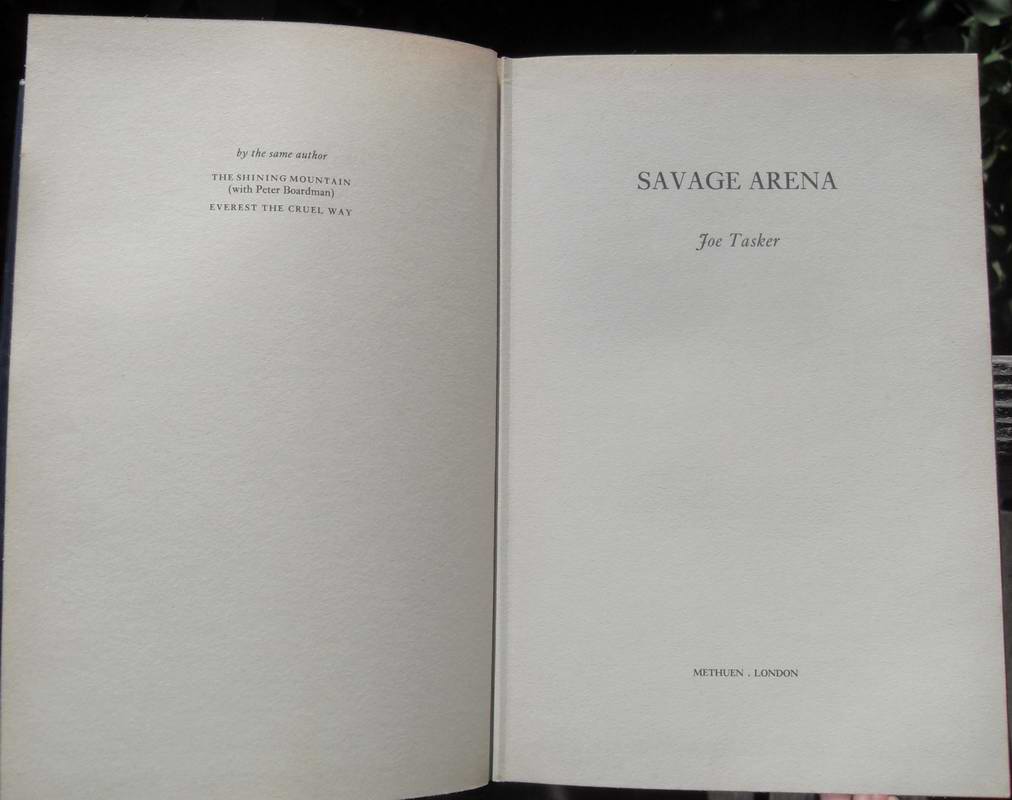 by the same author
THE SHINING MOUNTAIN
(with Peter Boardman)
EVEREST THE CRUEL WAY
SAVAGE ARENA
Joe Tasker
METHUEN . LONDON